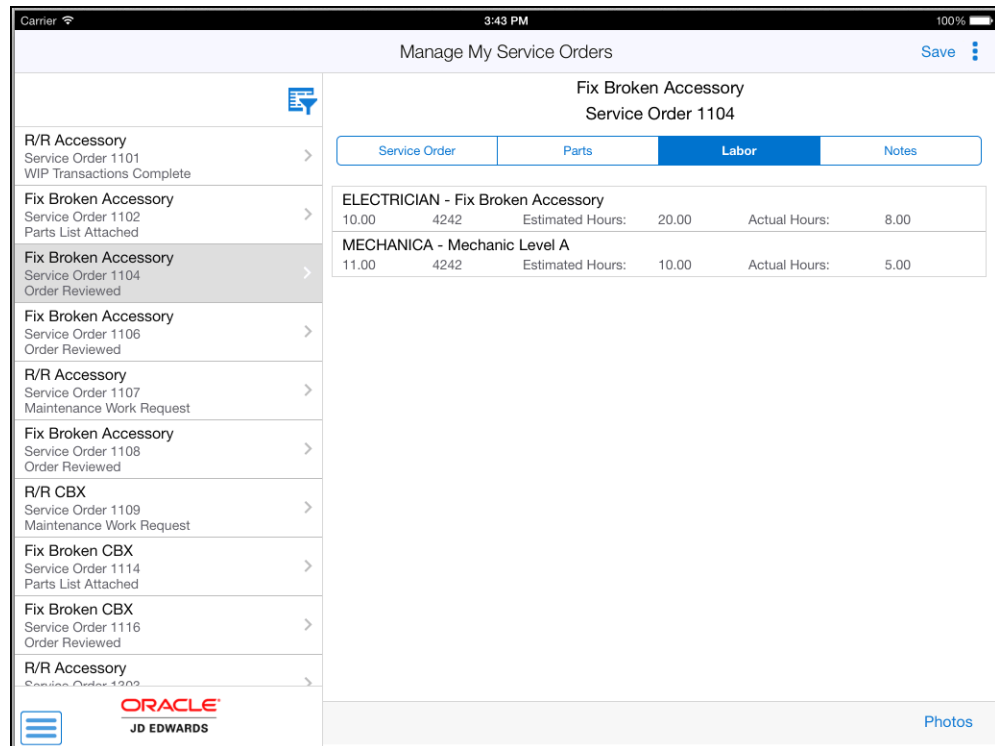 Carrier
3:43 PM
100%
Manage My Service Orders
Save
R/R Accessory
Service Order 1101
WIP Transactions Complete
Fix Broken Accessory
Service Order 1102
Parts List Attached
Fix Broken Accessory
Service Order 1104
Order Reviewed
Fix Broken Accessory
Service Order 1106
Order Reviewed
R/R Accessory
Service Order 1107
Maintenance Work Request
Fix Broken Accessory
Service Order 1108
Order Reviewed
R/R CBX
Service Order 1109
Maintenance Work Request
Fix Broken CBX
Service Order 1114
Parts List Attached
Fix Broken CBX
Service Order 1116
Order Reviewed
R/R Accessory
Service Order 1303
ORACLE
JD EDWARDS
Fix Broken Accessory
Service Order 1104
Service Order Parts Labor Notes
ELECTRICIAN - Fix Broken Accessory
10.00 4242 Estimated Hours: 20.00 Actual Hours: 8.00
MECHANICA - Mechanic Level A
11.00 4242 Estimated Hours: 10.00 Actual Hours: 5.00
Photos